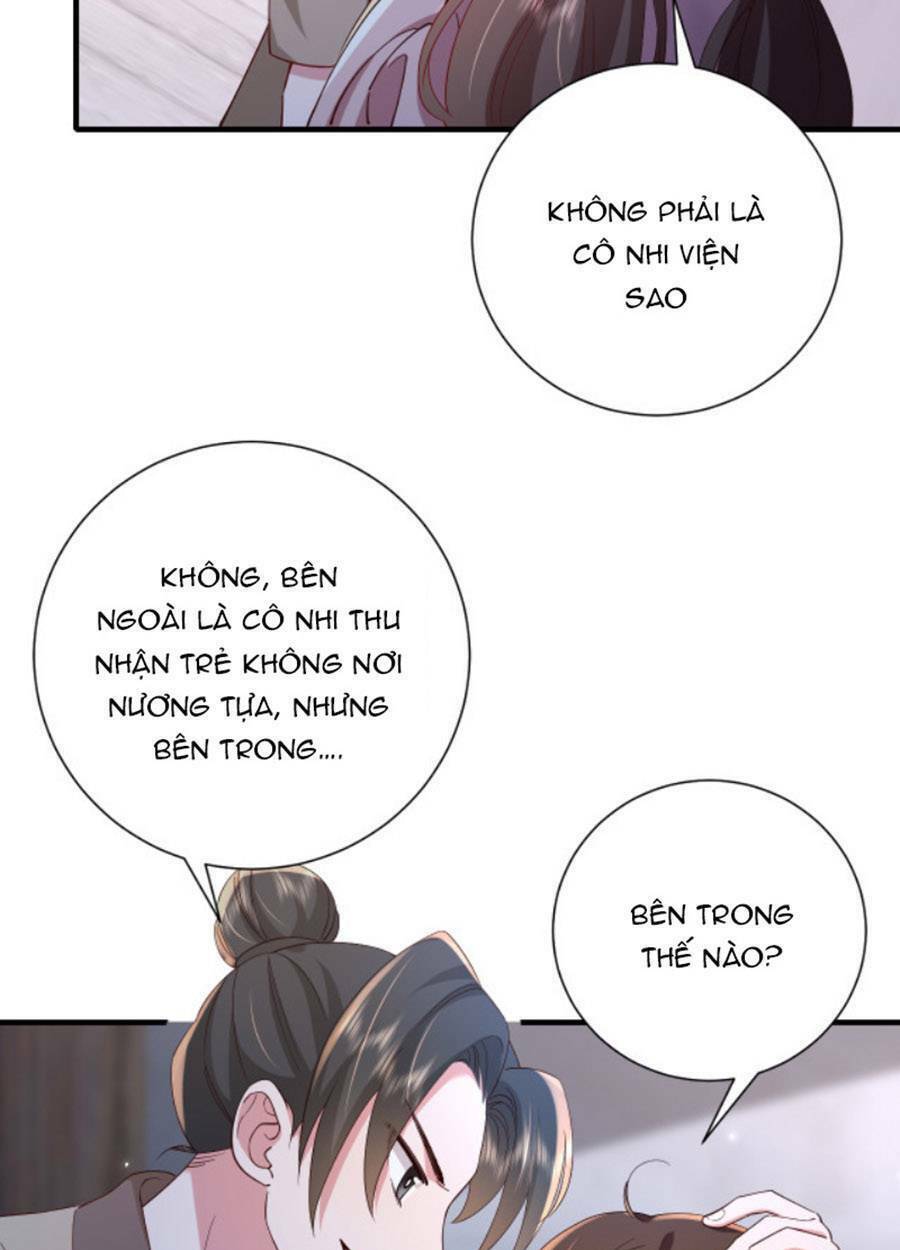 KHÔNG PHẢI LÀ
CÔ NHI VIỆN
SAO
KHÔNG, BÊN
NGOÀI LÀ CÔ NHI THU
NHẬN TRẺ KHÔNG NƠI
NƯƠNG TỰA, NHƯNG
BÊN TRONG....
BÊN TRONG
THẾ NÀO?